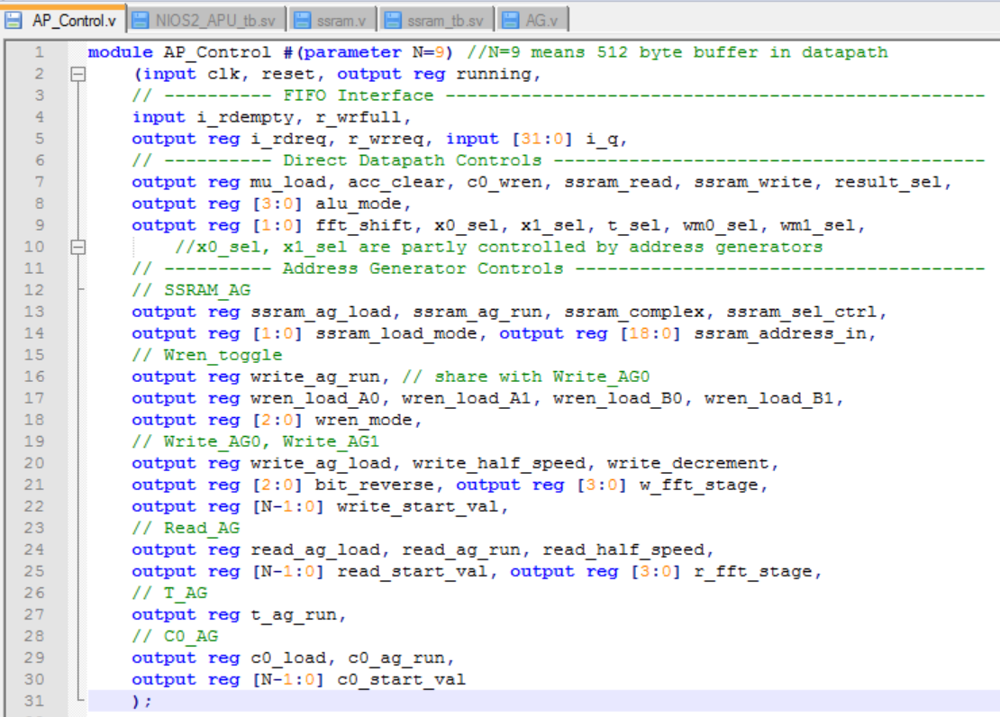 AP_Control.v NIOS2_APU_tb.sv ssram.v ssram_tb.sv AG.v
1 module AP_Control #(parameter N=9) //N=9 means 512 byte buffer in datapath
2 (input clk, reset, output reg running,
3 // ---------- FIFO Interface --------------------------------------------------
4 input i_rdempty, r_wrfull,
5 output reg i_rdreq, r_wrreq, input [31:0] i_q,
6 // ---------- Direct Datapath Controls ----------------------------------------
7 output reg mu_load, acc_clear, c0_wren, ssram_read, ssram_write, result_sel,
8 output reg [3:0] alu_mode,
9 output reg [1:0] fft_shift, x0_sel, x1_sel, t_sel, wm0_sel, wm1_sel,
10 //x0_sel, x1_sel are partly controlled by address generators
11 // ---------- Address Generator Controls --------------------------------------
12 // SSRAM_AG
13 output reg ssram_ag_load, ssram_ag_run, ssram_complex, ssram_sel_ctrl,
14 output reg [1:0] ssram_load_mode, output reg [18:0] ssram_address_in,
15 // Wren_toggle
16 output reg write_ag_run, // share with Write_AG0
17 output reg wren_load_A0, wren_load_A1, wren_load_B0, wren_load_B1,
18 output reg [2:0] wren_mode,
19 // Write_AG0, Write_AG1
20 output reg write_ag_load, write_half_speed, write_decrement,
21 output reg [2:0] bit_reverse, output reg [3:0] w_fft_stage,
22 output reg [N-1:0] write_start_val,
23 // Read_AG
24 output reg read_ag_load, read_ag_run, read_half_speed,
25 output reg [N-1:0] read_start_val, output reg [3:0] r_fft_stage,
26 // T_AG
27 output reg t_ag_run,
28 // C0_AG
29 output reg c0_load, c0_ag_run,
30 output reg [N-1:0] c0_start_val
31 );